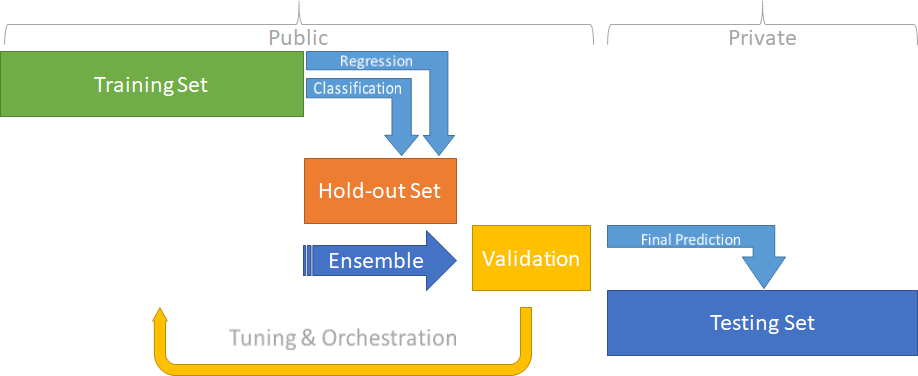 Public
Private
Training Set
Regression
Classification
Hold-out Set
Ensemble
Validation
Final Prediction
Testing Set
Tuning & Orchestration